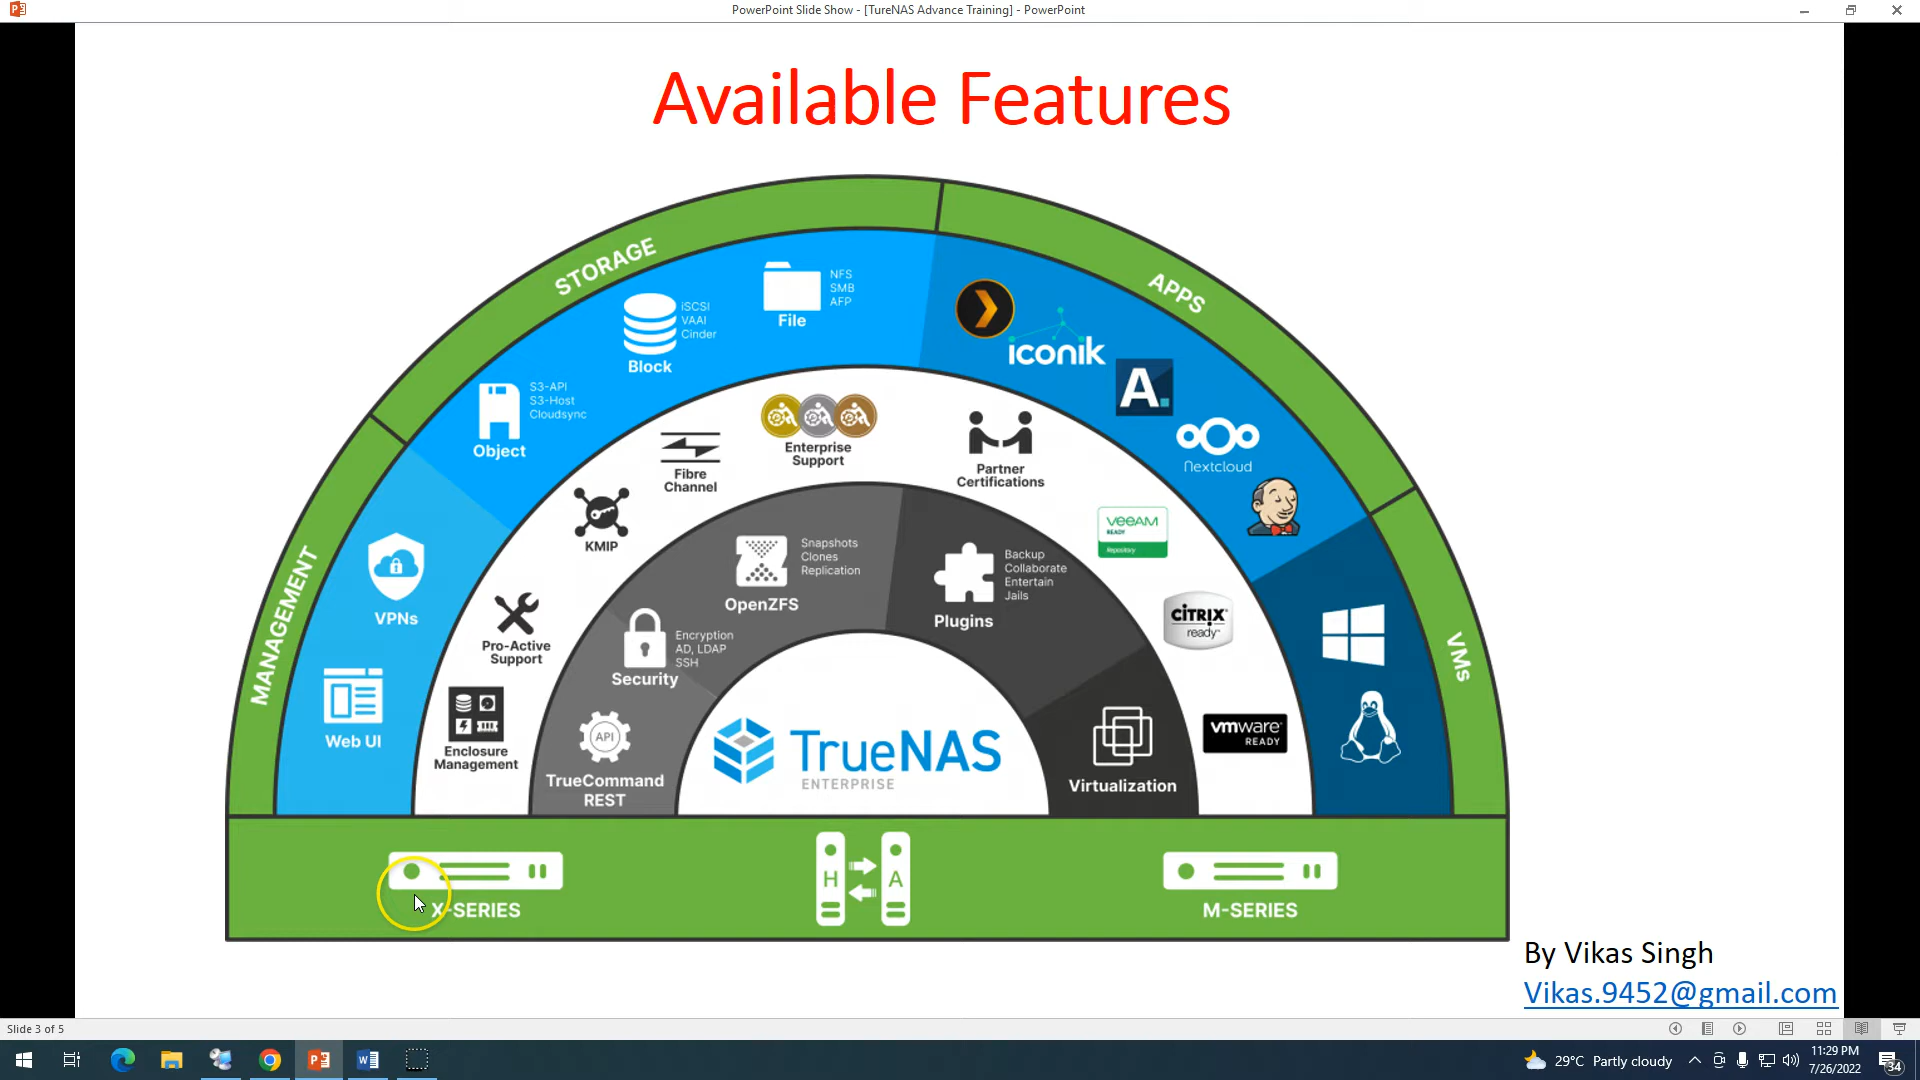 PowerPoint Slide Show - [TureNAS Advance Training] - PowerPoint
Available Features
STORAGE
APPS
MANAGEMENT
VMs
File
NFS
SMB
AFP
Block
iSCSI
VAAI
Cinder
Object
S3-API
S3-Host
Cloudsync
VPNs
Web UI
iconik
A.
nextcloud
Enterprise
Support
Partner
Certifications
Fibre
Channel
KMIP
Pro-Active
Support
Enclosure
Management
VEEAM
READY
Repository
CITRIX
ready
vmware
READY
OpenZFS
Snapshots
Clones
Replication
Security
Encryption
AD, LDAP
SSH
API
TrueCommand
REST
Plugins
Backup
Collaborate
Entertain
Jails
Virtualization
TrueNAS
ENTERPRISE
X-SERIES
H A
M-SERIES
By Vikas Singh
Vikas.9452@gmail.com
Slide 3 of 5
29°C Partly cloudy
11:29 PM
7/26/2022
34